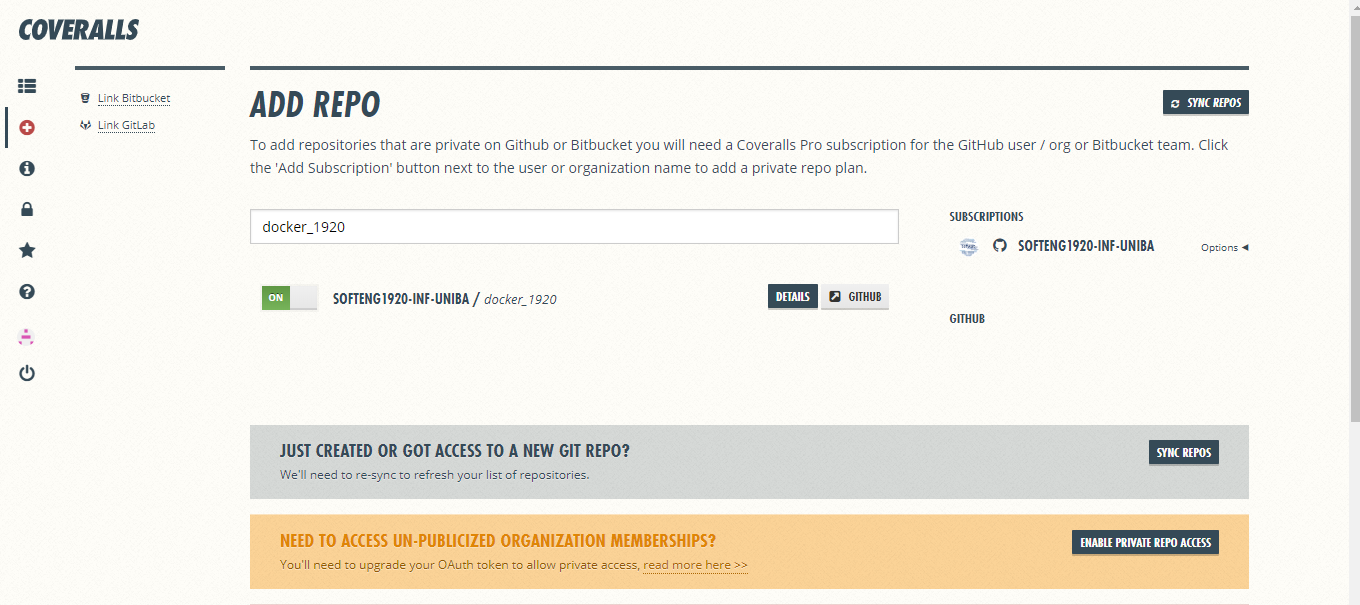 COVERALLS
Link Bitbucket
Link GitLab
ADD REPO
SYNC REPOS
To add repositories that are private on Github or Bitbucket you will need a Coveralls Pro subscription for the GitHub user / org or Bitbucket team. Click
the 'Add Subscription' button next to the user or organization name to add a private repo plan.
docker_1920
ON
SOFTENG1920-INF-UNIBA / docker_1920
DETAILS
GITHUB
SUBSCRIPTIONS
SOFTENG1920-INF-UNIBA
Options
GITHUB
JUST CREATED OR GOT ACCESS TO A NEW GIT REPO?
We'll need to re-sync to refresh your list of repositories.
SYNC REPOS
NEED TO ACCESS UN-PUBLICIZED ORGANIZATION MEMBERSHIPS?
You'll need to upgrade your OAuth token to allow private access, read more here >>
ENABLE PRIVATE REPO ACCESS